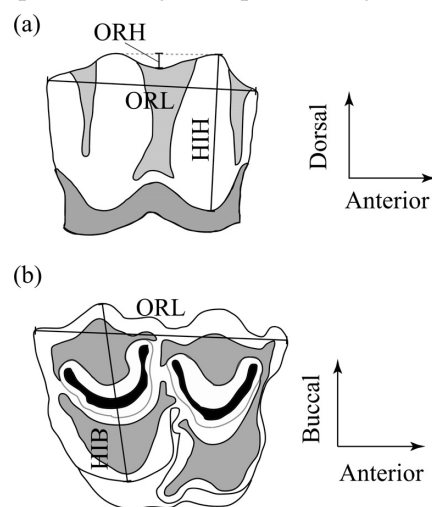 (a)
ORH
ORL
HIH
Dorsal
Anterior
(b)
ORL
HIB
Buccal
Anterior